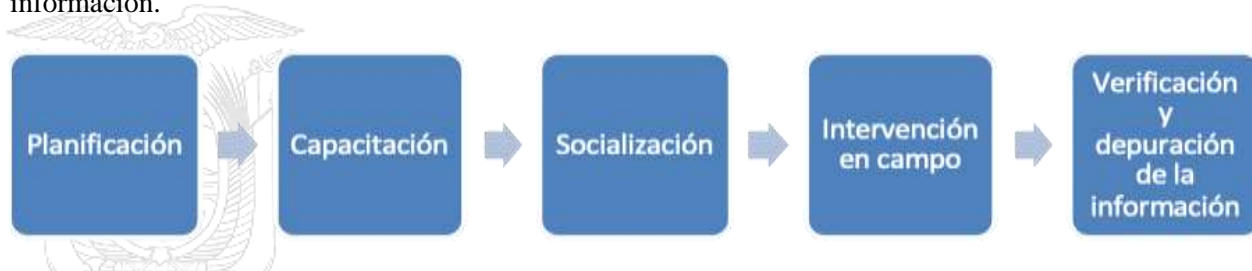 información.
Planificación
Capacitación
Socialización
Intervención
en campo
Verificación
y
depuración
de la
información